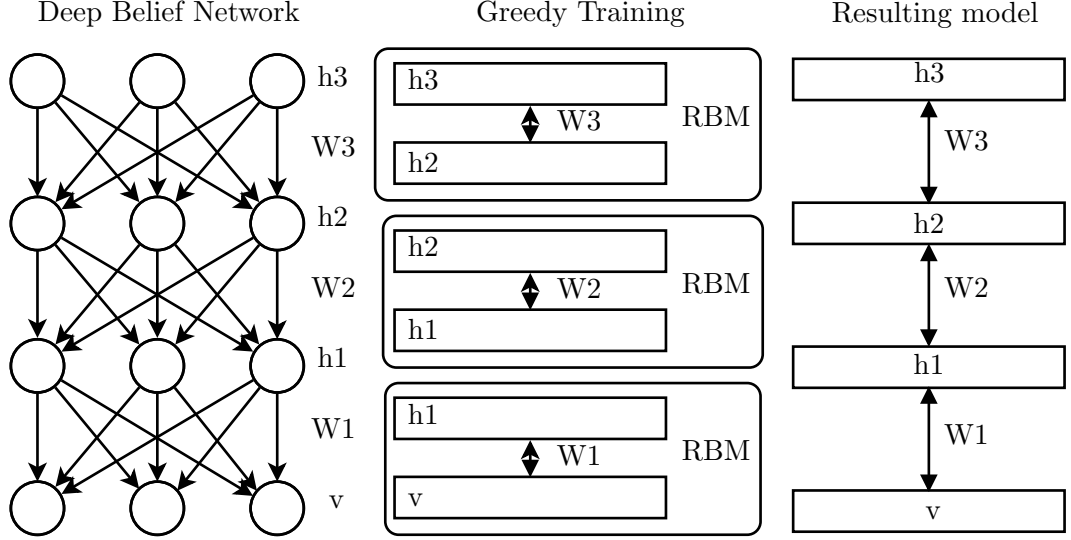 Deep Belief Network
h3
W3
h2
W2
h1
W1
v
Greedy Training
h3
W3
RBM
h2
h2
W2
RBM
h1
h1
W1
RBM
v
Resulting model
h3
W3
h2
W2
h1
W1
v